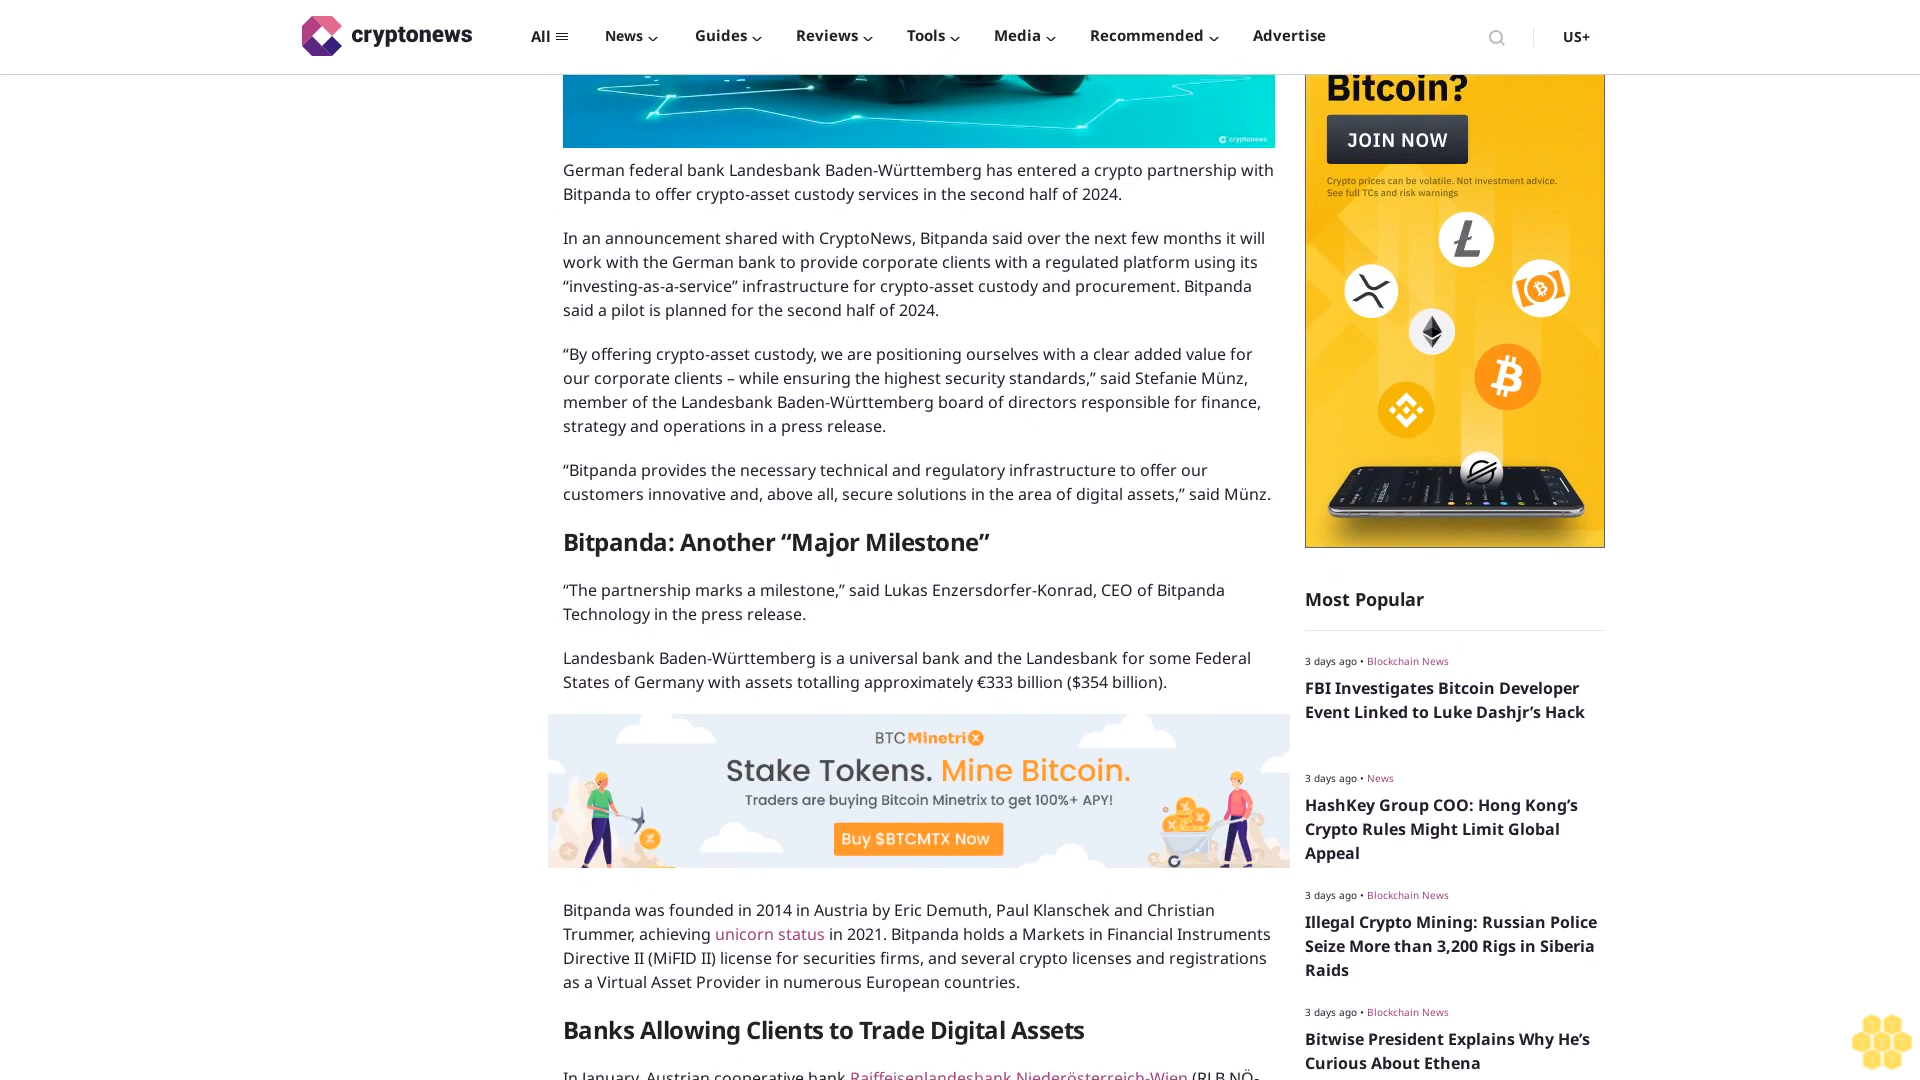 cryptonews
All
News
Guides
Reviews
Tools
Media
Recommended
Advertise
US+
cryptonews
German federal bank Landesbank Baden-Württemberg has entered a crypto partnership with
Bitpanda to offer crypto-asset custody services in the second half of 2024.
In an announcement shared with CryptoNews, Bitpanda said over the next few months it will
work with the German bank to provide corporate clients with a regulated platform using its
“investing-as-a-service” infrastructure for crypto-asset custody and procurement. Bitpanda
said a pilot is planned for the second half of 2024.
“By offering crypto-asset custody, we are positioning ourselves with a clear added value for
our corporate clients – while ensuring the highest security standards,” said Stefanie Münz,
member of the Landesbank Baden-Württemberg board of directors responsible for finance,
strategy and operations in a press release.
“Bitpanda provides the necessary technical and regulatory infrastructure to offer our
customers innovative and, above all, secure solutions in the area of digital assets,” said Münz.
Bitpanda: Another “Major Milestone”
“The partnership marks a milestone,” said Lukas Enzersdorfer-Konrad, CEO of Bitpanda
Technology in the press release.
Landesbank Baden-Württemberg is a universal bank and the Landesbank for some Federal
States of Germany with assets totalling approximately €333 billion ($354 billion).
BTC Minetrix
Stake Tokens. Mine Bitcoin.
Traders are buying Bitcoin Minetrix to get 100%+ APY!
Buy $BTCMTX Now
Bitpanda was founded in 2014 in Austria by Eric Demuth, Paul Klanschek and Christian
Trummer, achieving unicorn status in 2021. Bitpanda holds a Markets in Financial Instruments
Directive II (MiFID II) license for securities firms, and several crypto licenses and registrations
as a Virtual Asset Provider in numerous European countries.
Banks Allowing Clients to Trade Digital Assets
In January, Austrian cooperative bank Raiffeisenlandesbank Niederösterreich-Wien (RLB NÖ-
Bitcoin?
JOIN NOW
Crypto prices can be volatile. Not investment advice.
See full TCs and risk warnings
Most Popular
3 days ago • Blockchain News
FBI Investigates Bitcoin Developer
Event Linked to Luke Dashjr’s Hack
3 days ago • News
HashKey Group COO: Hong Kong’s
Crypto Rules Might Limit Global
Appeal
3 days ago • Blockchain News
Illegal Crypto Mining: Russian Police
Seize More than 3,200 Rigs in Siberia
Raids
3 days ago • Blockchain News
Bitwise President Explains Why He’s
Curious About Ethena